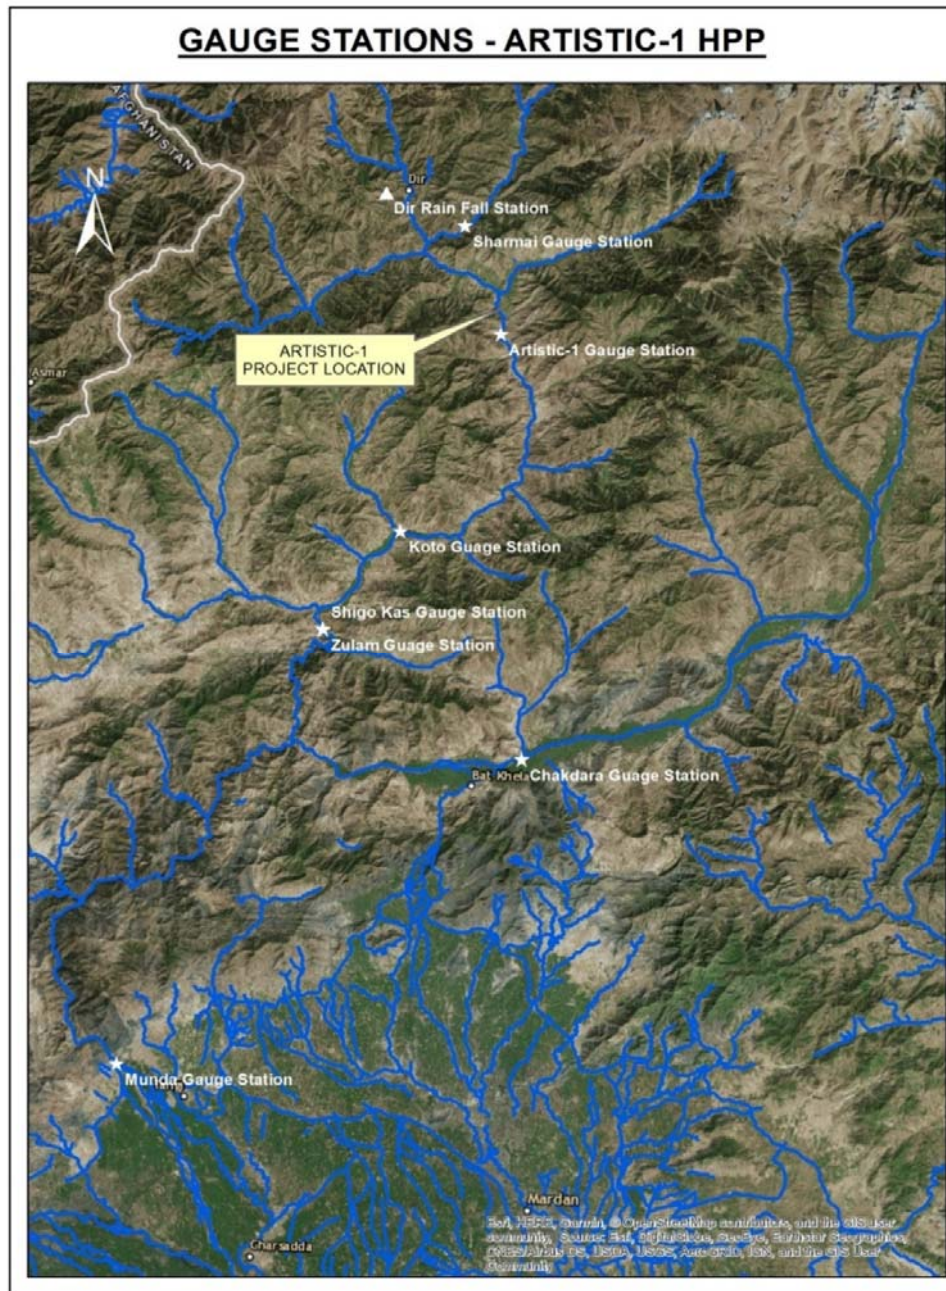 GAUGE STATIONS - ARTISTIC-1 HPP
AFGHANISTAN
N
Dir
Dir Rain Fall Station
Sharmai Gauge Station
ARTISTIC-1
PROJECT LOCATION
Artistic-1 Gauge Station
Asmar
Koto Guage Station
Shigo Kas Gauge Station
Zulam Guage Station
Bat Khela
Chakdara Guage Station
Munda Gauge Station
Mardan
Charsadda
Esri, HERE, Garmin, © OpenStreetMap contributors, and the GIS user
community, Source: Esri, DigitalGlobe, GeoEye, Earthstar Geographics,
CNES/Airbus DS, USDA, USGS, AeroGRID, IGN, and the GIS User
Community